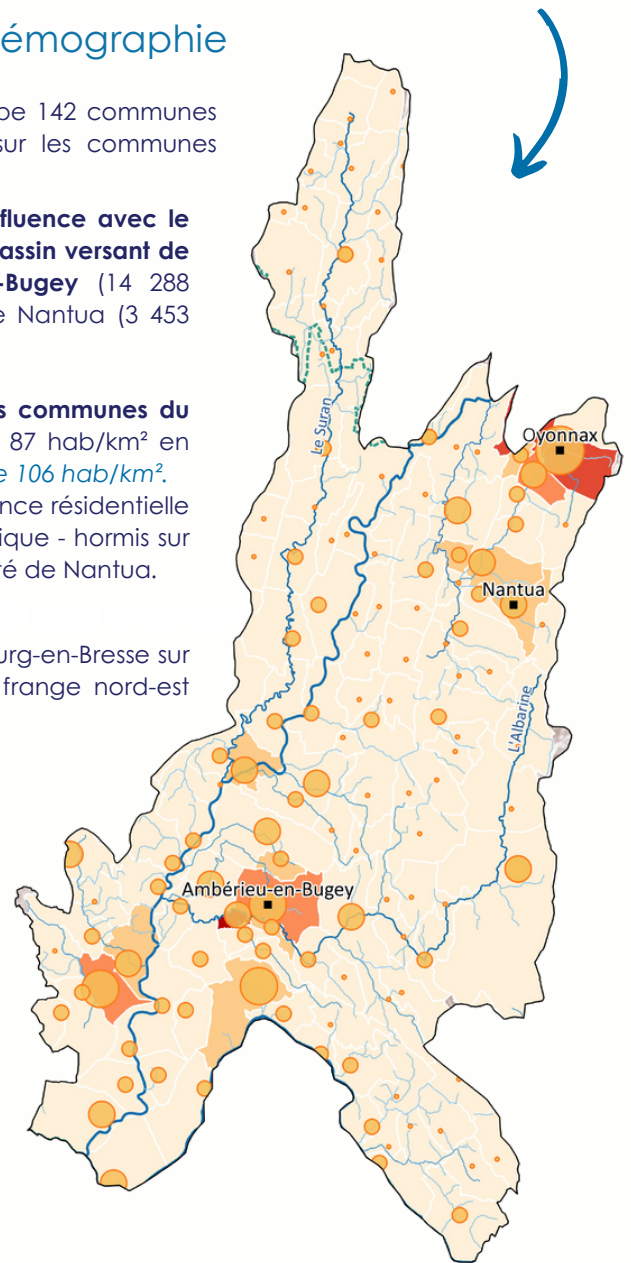 émographie
pe 142 communes
sur les communes
fluence avec le
assin versant de
-Bugey (14 288
e Nantua (3 453
s communes du
87 hab/km² en
e 106 hab/km².
nce résidentielle
ique - hormis sur
té de Nantua.
urg-en-Bresse sur
frange nord-est
Le Suran
Oyonnax
Nantua
L'Albarine
Ambérieu-en-Bugey